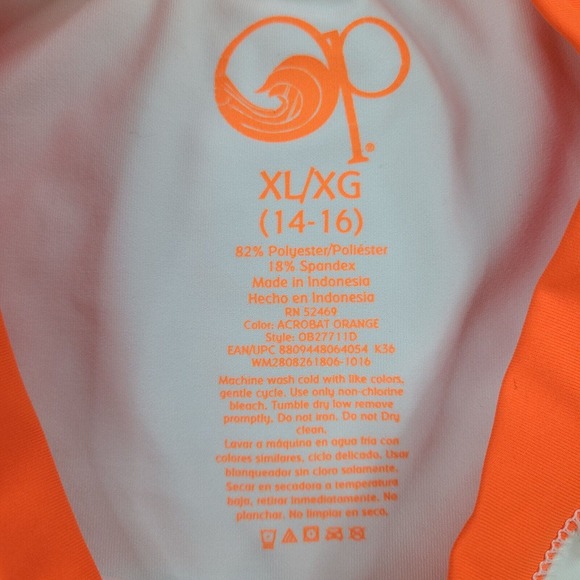 Op®
XL/XG
(14-16)
82% Polyester/Poliéster
18% Spandex
Made in Indonesia
Hecho en Indonesia
RN 52469
Color: ACROBAT ORANGE
Style: OB27711D
EAN/UPC 8809448064054 K36
WM2808261806-1016
Machine wash cold with like colors,
gentle cycle. Use only non-chlorine
bleach. Tumble dry low remove
promptly. Do not iron. Do not Dry
clean.
Lavar a máquina en agua fria con
colores similares, ciclo delicado. Usar
blanqueador sin cloro solamente.
Secar en secadora a temperatura
baja, retirar inmediatamente. No
planchar. No limpiar en seco.